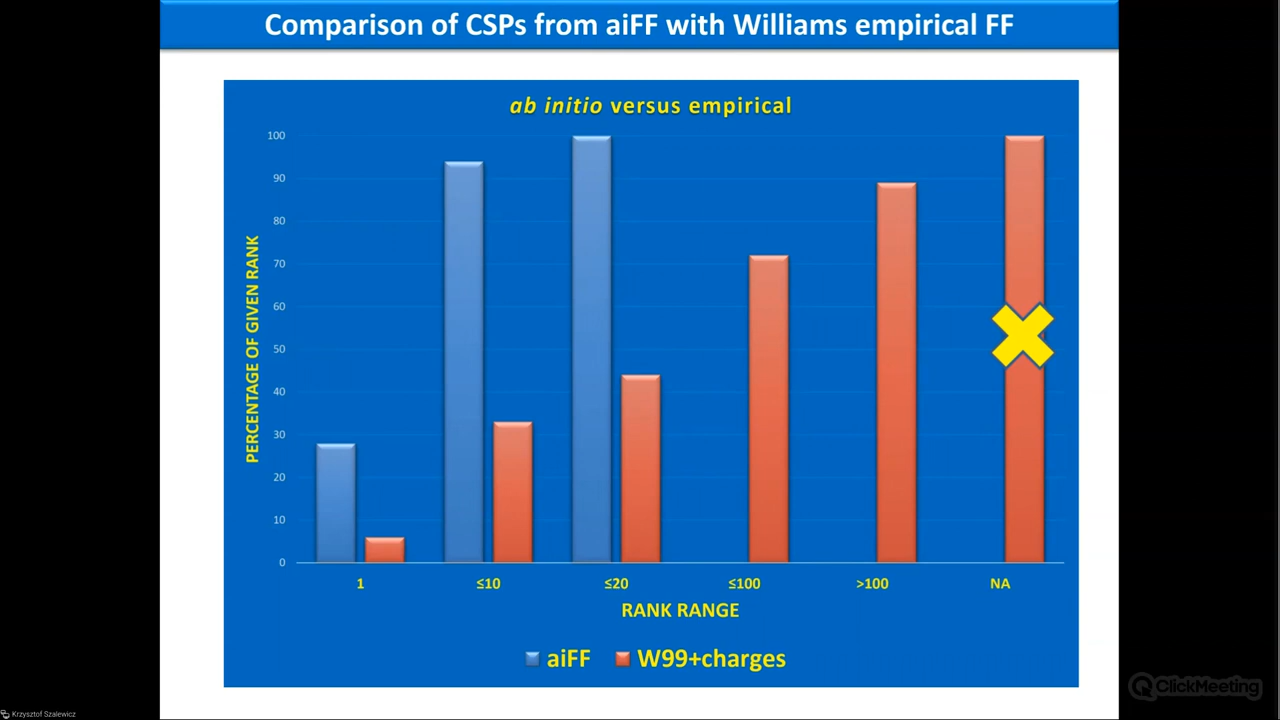 Comparison of CSPs from aiFF with Williams empirical FF
ab initio versus empirical
PERCENTAGE OF GIVEN RANK
100
90
80
70
60
50
40
30
20
10
0
1 ≤10 ≤20 ≤100 >100 NA
RANK RANGE
aiFF W99+charges
ClickMeeting
Krzysztof Szalewicz